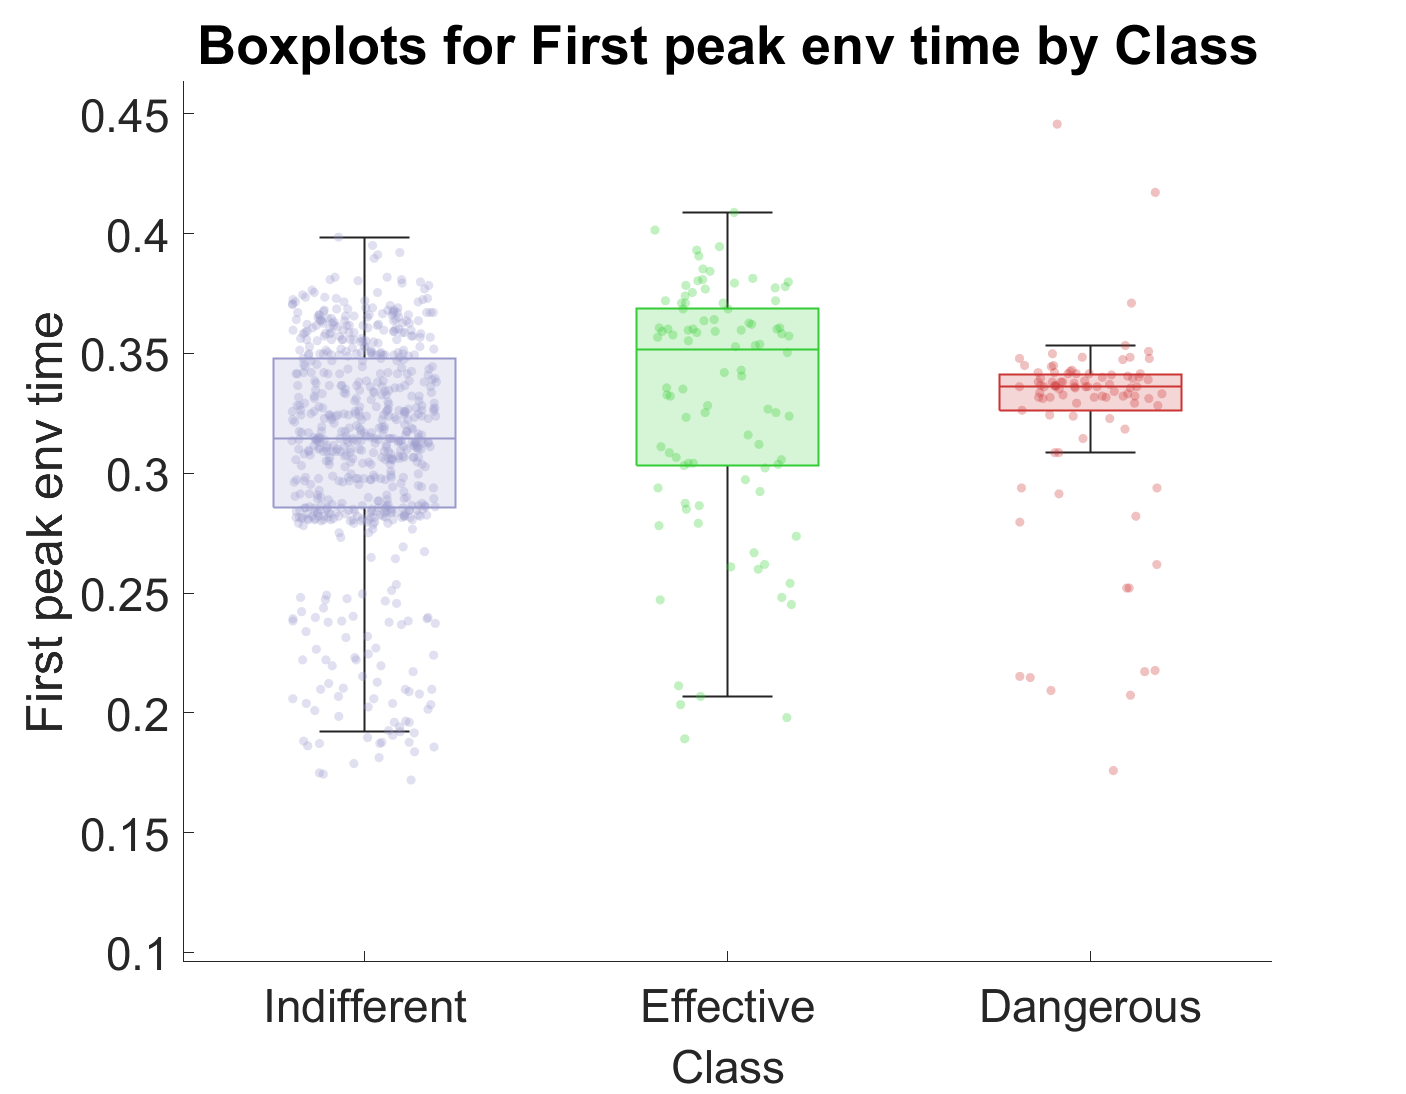 Boxplots for First peak env time by Class
First peak env time
0.45
0.4
0.35
0.3
0.25
0.2
0.15
0.1
Indifferent Effective Dangerous
Class